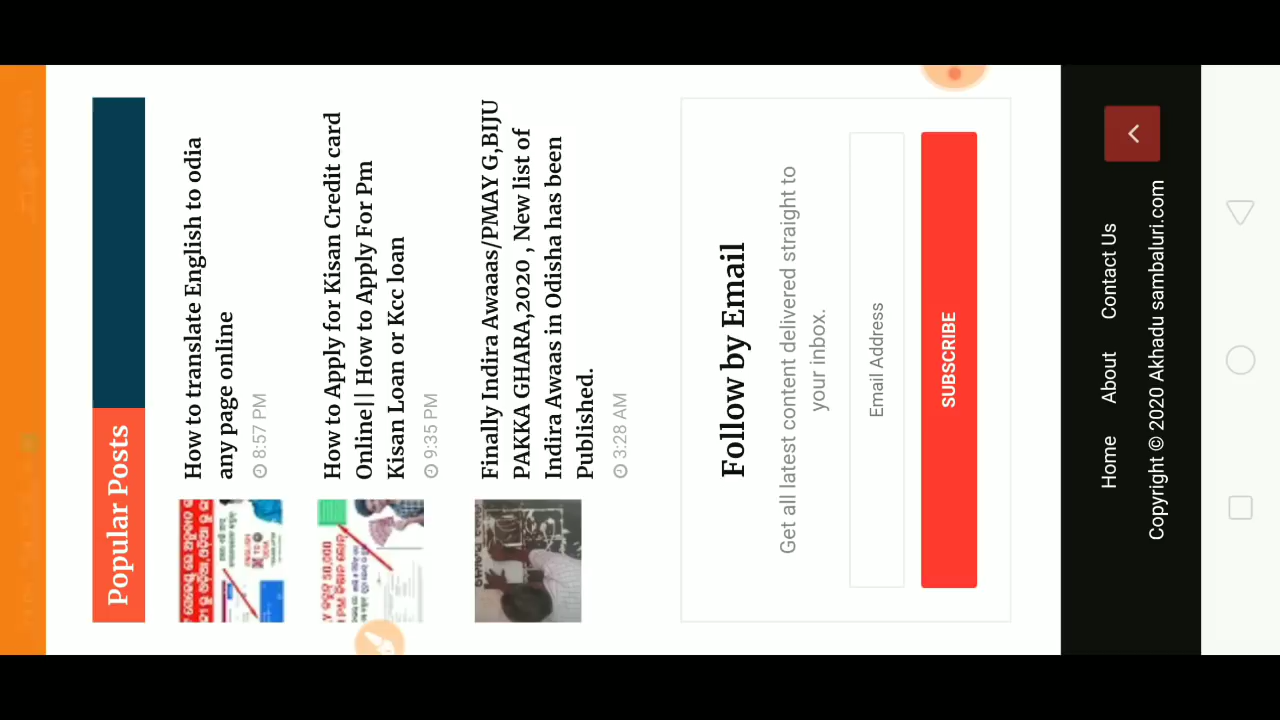 Popular Posts
How to translate English to odia
any page online
8:57 PM
How to Apply for Kisan Credit card
Online|| How to Apply For Pm
Kisan Loan or Kcc loan
9:35 PM
Finally Indira Awaaas/PMAY G,BIJU
PAKKA GHARA,2020 , New list of
Indira Awaas in Odisha has been
Published.
3:28 AM
Follow by Email
Get all latest content delivered straight to
your inbox.
Email Address
SUBSCRIBE
Home About Contact Us
Copyright © 2020 Akhadu sambaluri.com